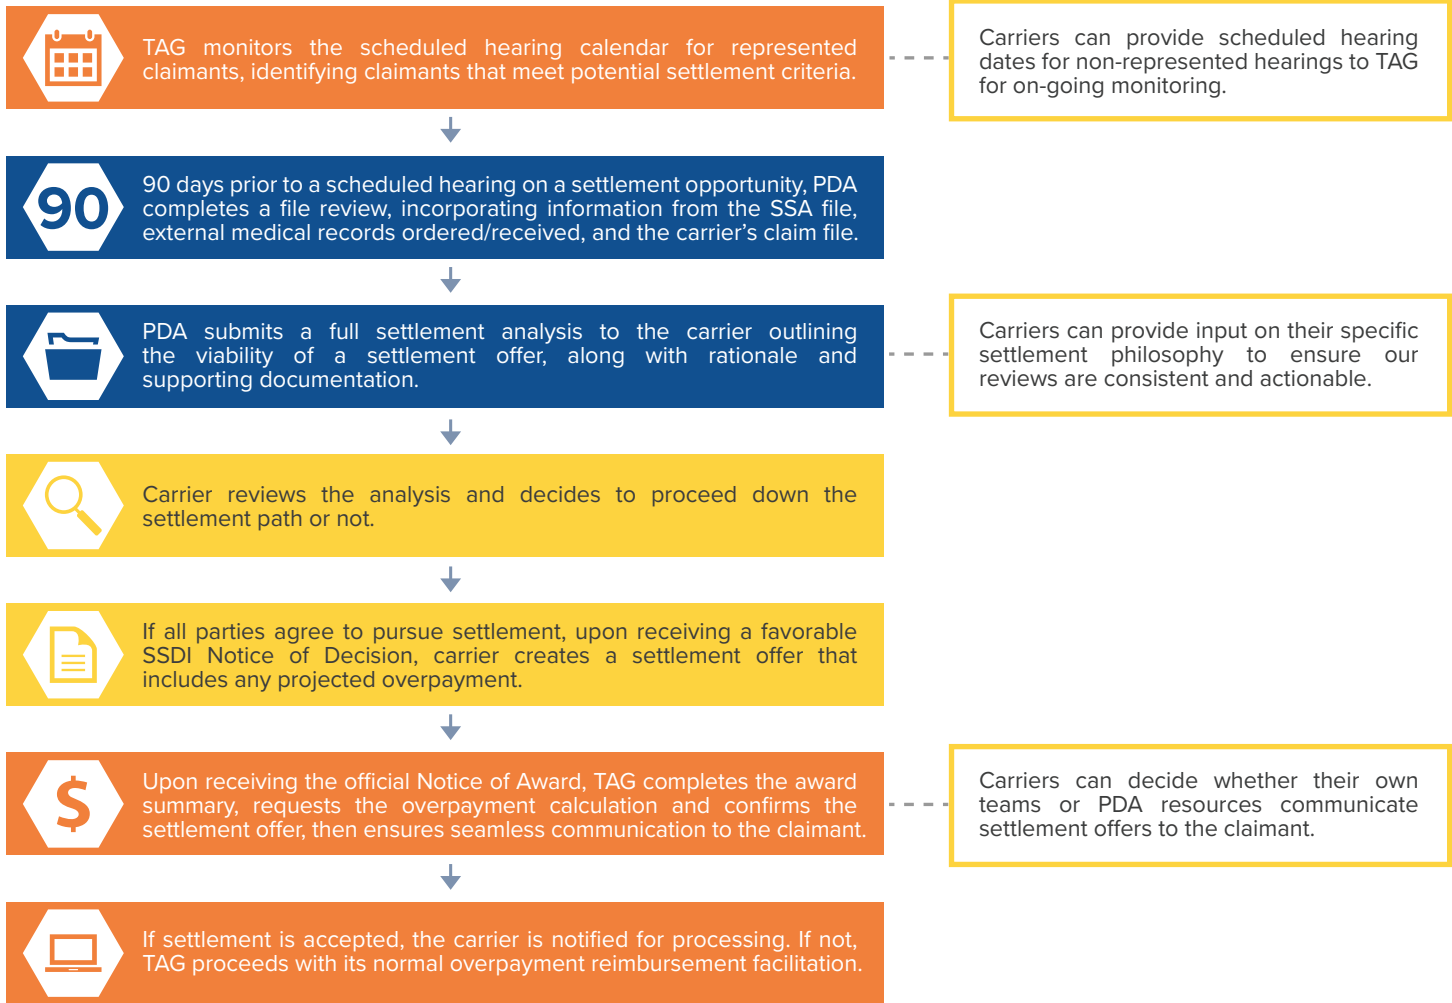 TAG monitors the scheduled hearing calendar for represented
claimants, identifying claimants that meet potential settlement criteria.
Carriers can provide scheduled hearing
dates for non-represented hearings to TAG
for on-going monitoring.
90
90 days prior to a scheduled hearing on a settlement opportunity, PDA
completes a file review, incorporating information from the SSA file,
external medical records ordered/received, and the carrier's claim file.
PDA submits a full settlement analysis to the carrier outlining
the viability of a settlement offer, along with rationale and
supporting documentation.
Carriers can provide input on their specific
settlement philosophy to ensure our
reviews are consistent and actionable.
Carrier reviews the analysis and decides to proceed down the
settlement path or not.
If all parties agree to pursue settlement, upon receiving a favorable
SSDI Notice of Decision, carrier creates a settlement offer that
includes any projected overpayment.
$
Upon receiving the official Notice of Award, TAG completes the award
summary, requests the overpayment calculation and confirms the
settlement offer, then ensures seamless communication to the claimant.
Carriers can decide whether their own
teams or PDA resources communicate
settlement offers to the claimant.
If settlement is accepted, the carrier is notified for processing. If not,
TAG proceeds with its normal overpayment reimbursement facilitation.